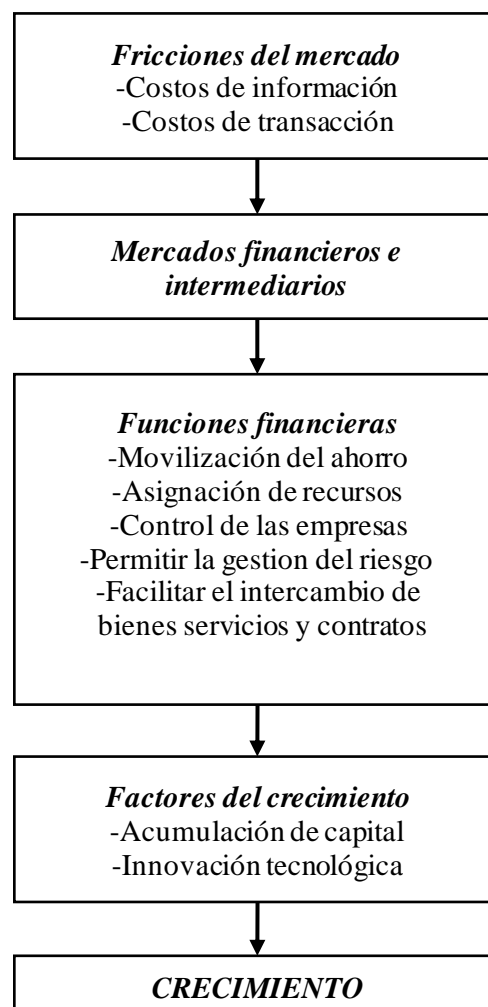 Fricciones del mercado
-Costos de información
-Costos de transacción
Mercados financieros e
intermediarios
Funciones financieras
-Movilización del ahorro
-Asignación de recursos
-Control de las empresas
-Permitir la gestion del riesgo
-Facilitar el intercambio de
bienes servicios y contratos
Factores del crecimiento
-Acumulación de capital
-Innovación tecnológica
CRECIMIENTO